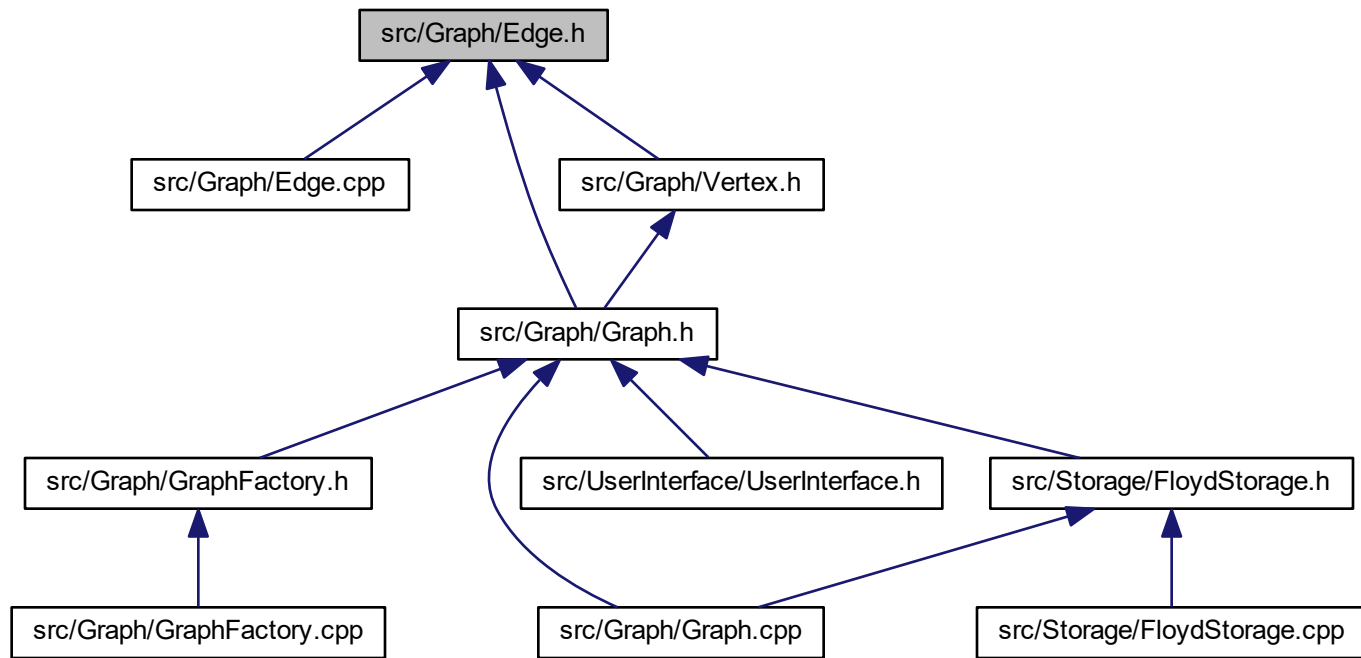 src/Graph/Edge.h
src/Graph/Edge.cpp
src/Graph/Vertex.h
src/Graph/Graph.h
src/Graph/GraphFactory.h
src/UserInterface/UserInterface.h
src/Storage/FloydStorage.h
src/Graph/GraphFactory.cpp
src/Graph/Graph.cpp
src/Storage/FloydStorage.cpp